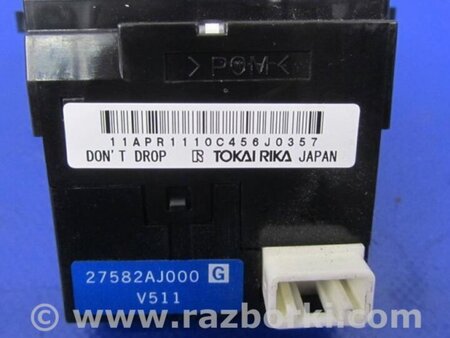 >POM<
11APR1110C456J0357
DON'T DROP TOKAI RIKA JAPAN
27582AJ000 G
V511
© www.razborki.com